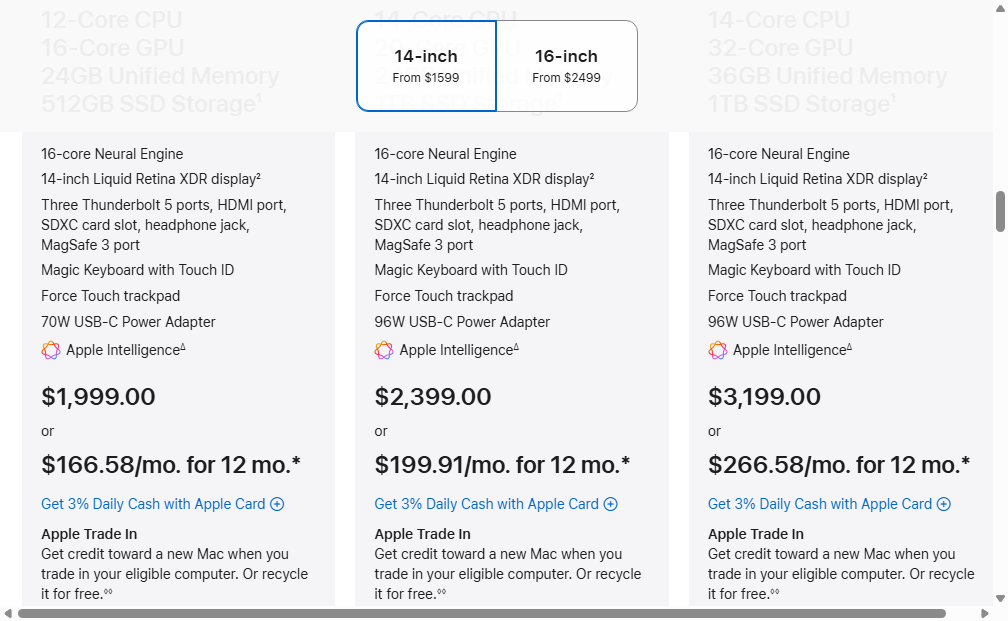 12-Core CPU
16-Core GPU
24GB Unified Memory
512GB SSD Storage¹
14-inch
From $1599
16-inch
From $2499
14-Core CPU
32-Core GPU
36GB Unified Memory
1TB SSD Storage¹
16-core Neural Engine
14-inch Liquid Retina XDR display²
Three Thunderbolt 5 ports, HDMI port,
SDXC card slot, headphone jack,
MagSafe 3 port
Magic Keyboard with Touch ID
Force Touch trackpad
70W USB-C Power Adapter
Apple Intelligence∆
$1,999.00
or
$166.58/mo. for 12 mo.*
Get 3% Daily Cash with Apple Card
Apple Trade In
Get credit toward a new Mac when you
trade in your eligible computer. Or recycle
it for free.◊◊
16-core Neural Engine
14-inch Liquid Retina XDR display²
Three Thunderbolt 5 ports, HDMI port,
SDXC card slot, headphone jack,
MagSafe 3 port
Magic Keyboard with Touch ID
Force Touch trackpad
96W USB-C Power Adapter
Apple Intelligence∆
$2,399.00
or
$199.91/mo. for 12 mo.*
Get 3% Daily Cash with Apple Card
Apple Trade In
Get credit toward a new Mac when you
trade in your eligible computer. Or recycle
it for free.◊◊
16-core Neural Engine
14-inch Liquid Retina XDR display²
Three Thunderbolt 5 ports, HDMI port,
SDXC card slot, headphone jack,
MagSafe 3 port
Magic Keyboard with Touch ID
Force Touch trackpad
96W USB-C Power Adapter
Apple Intelligence∆
$3,199.00
or
$266.58/mo. for 12 mo.*
Get 3% Daily Cash with Apple Card
Apple Trade In
Get credit toward a new Mac when you
trade in your eligible computer. Or recycle
it for free.◊◊